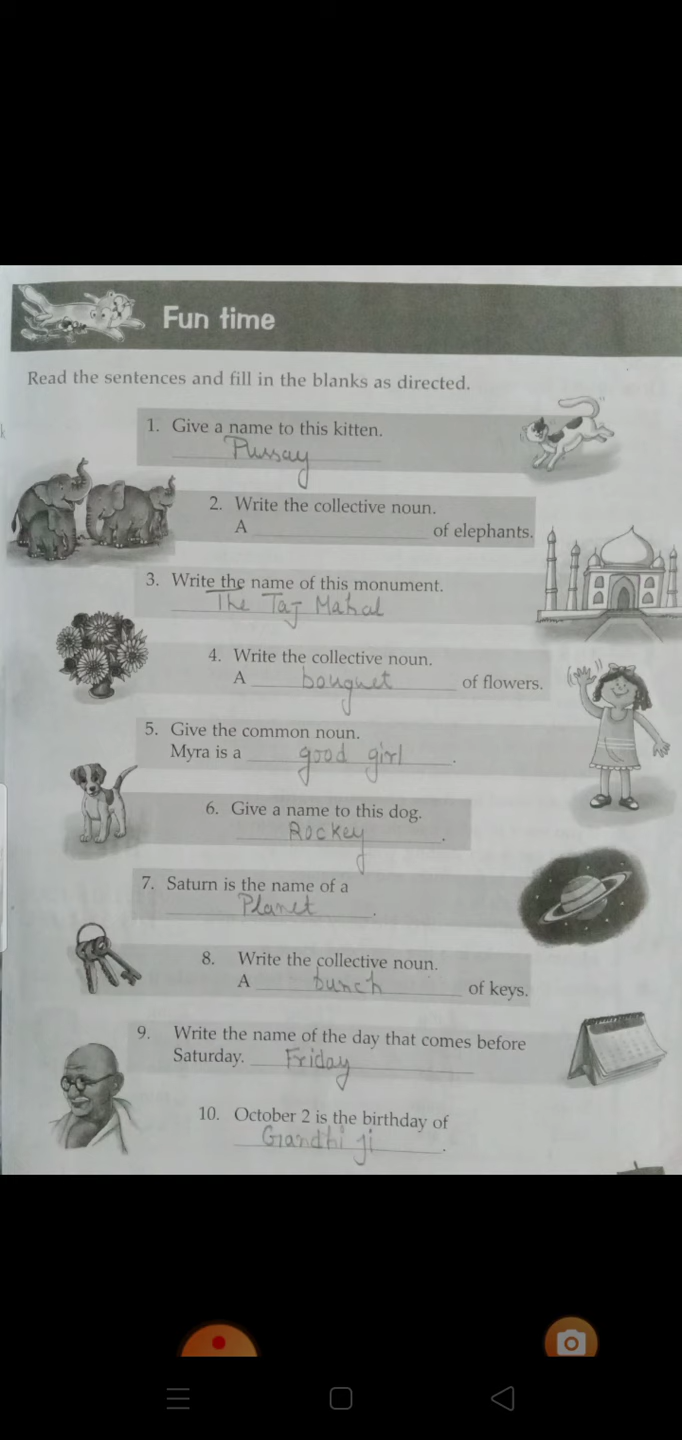 Fun time
Read the sentences and fill in the blanks as directed.
1. Give a name to this kitten.
Pussay
2. Write the collective noun.
A ______ of elephants.
3. Write the name of this monument.
The Taj Mahal
4. Write the collective noun.
A bouquet of flowers.
5. Give the common noun.
Myra is a good girl.
6. Give a name to this dog.
Rockey.
7. Saturn is the name of a
Planet.
8. Write the collective noun.
A bunch of keys.
9. Write the name of the day that comes before
Saturday. Friday
10. October 2 is the birthday of
Gandhi ji.